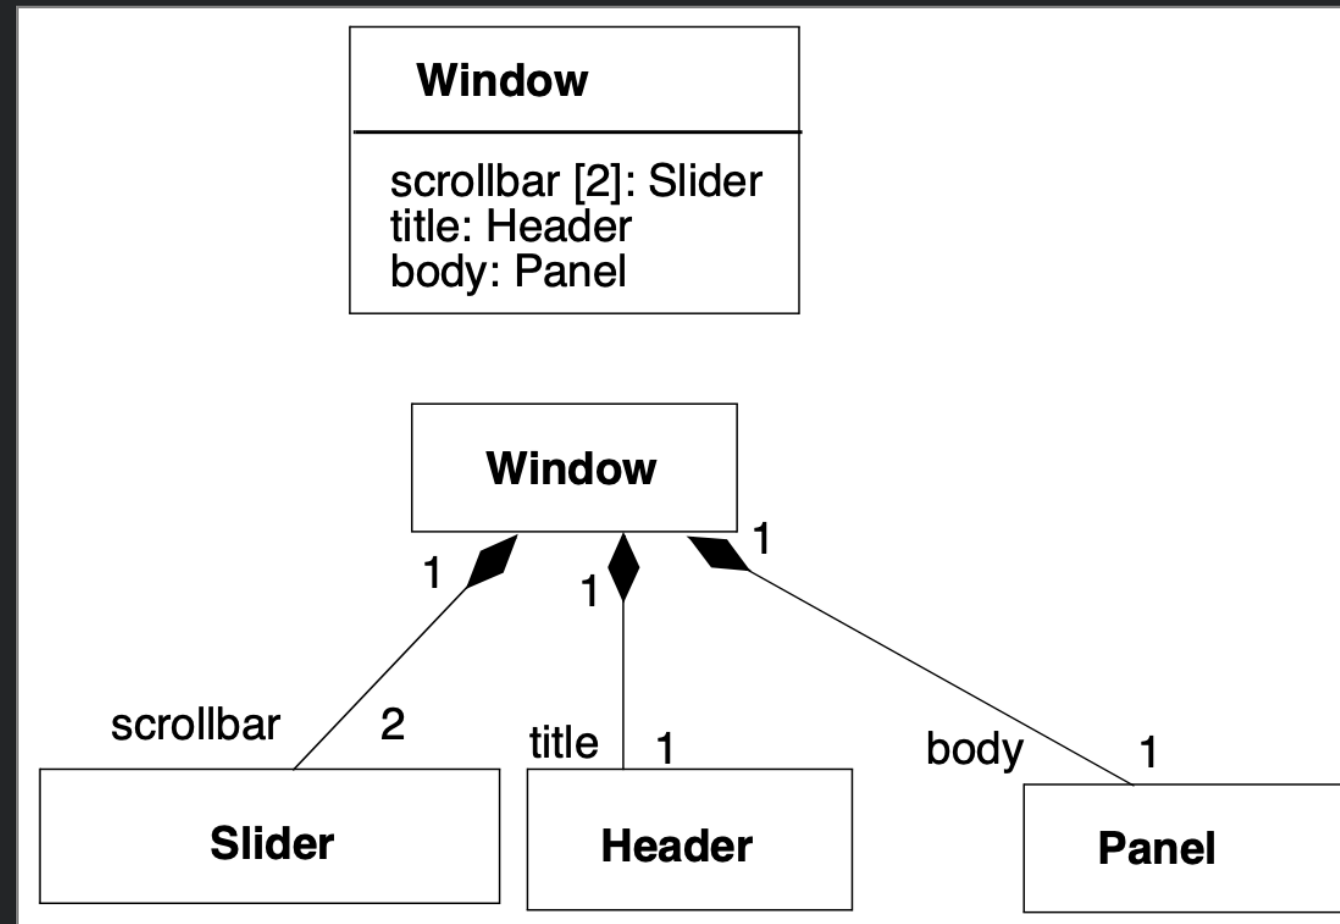 Window
scrollbar [2]: Slider
title: Header
body: Panel
Window
1
1
1
scrollbar
2
title
1
body
1
Slider
Header
Panel